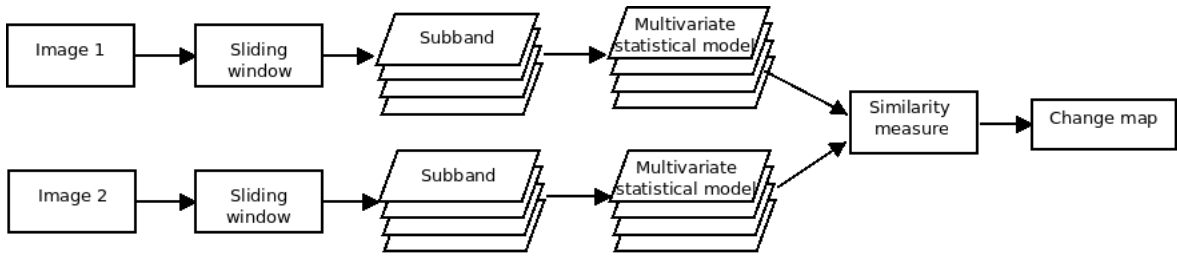 Image 1
Sliding
window
Subband
Multivariate
statistical model
Similarity
measure
Change map
Image 2
Sliding
window
Subband
Multivariate
statistical model